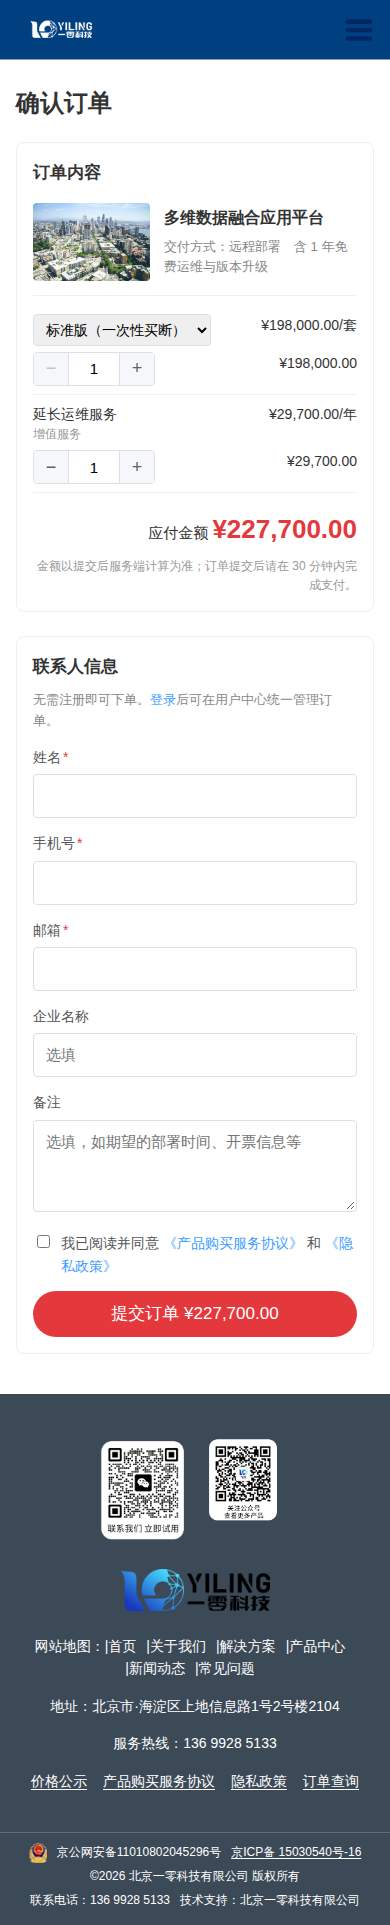 YILING
一零科技
确认订单
订单内容
多维数据融合应用平台
交付方式：远程部署 含 1 年免
费运维与版本升级
标准版（一次性买断）
¥198,000.00/套
− 1 +
¥198,000.00
延长运维服务
¥29,700.00/年
增值服务
− 1 +
¥29,700.00
应付金额 ¥227,700.00
金额以提交后服务端计算为准；订单提交后请在 30 分钟内完
成支付。
联系人信息
无需注册即可下单。登录后可在用户中心统一管理订
单。
姓名*
手机号*
邮箱*
企业名称
选填
备注
选填，如期望的部署时间、开票信息等
我已阅读并同意 《产品购买服务协议》 和 《隐
私政策》
提交订单 ¥227,700.00
联系我们 立即试用
关注公众号
查看更多产品
YILING
一零科技
网站地图：|首页 |关于我们 |解决方案 |产品中心
|新闻动态 |常见问题
地址：北京市·海淀区上地信息路1号2号楼2104
服务热线：136 9928 5133
价格公示 产品购买服务协议 隐私政策 订单查询
京公网安备11010802045296号 京ICP备 15030540号-16
©2026 北京一零科技有限公司 版权所有
联系电话：136 9928 5133 技术支持：北京一零科技有限公司